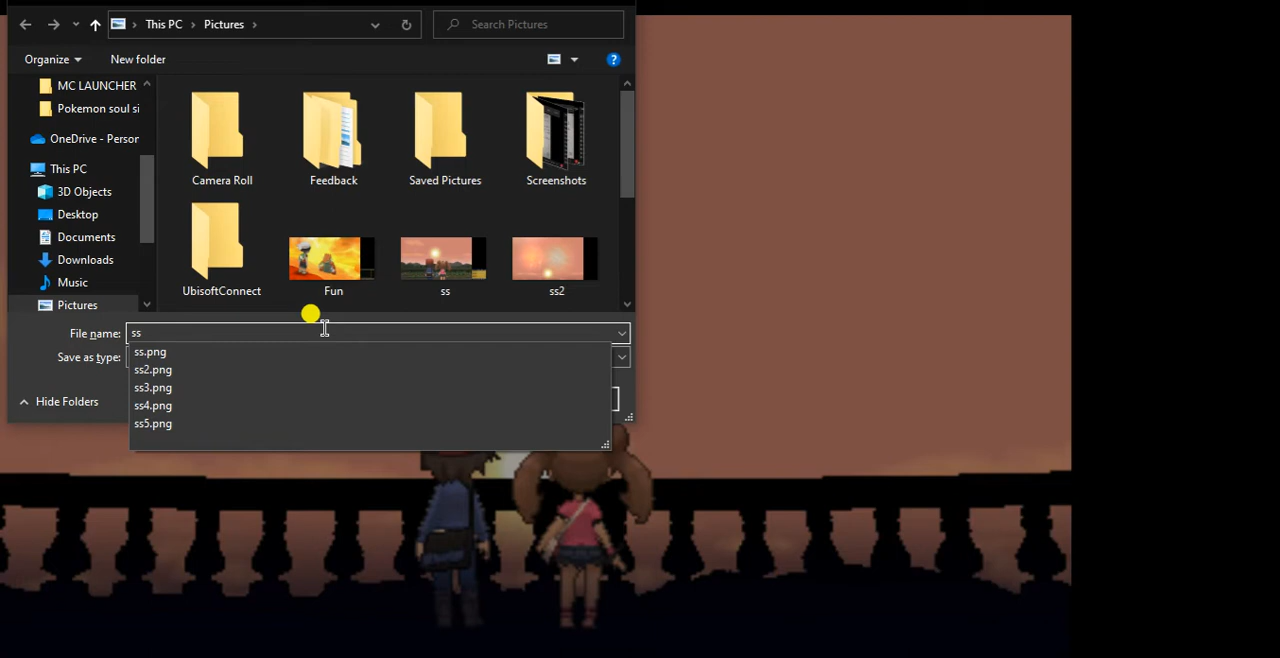 This PC > Pictures >
Search Pictures
Organize
New folder
MC LAUNCHER
Pokemon soul si
OneDrive - Person
This PC
3D Objects
Desktop
Documents
Downloads
Music
Pictures
Camera Roll
Feedback
Saved Pictures
Screenshots
UbisoftConnect
Fun
ss
ss2
File name: ss
Save as type:
ss.png
ss2.png
ss3.png
ss4.png
ss5.png
Hide Folders